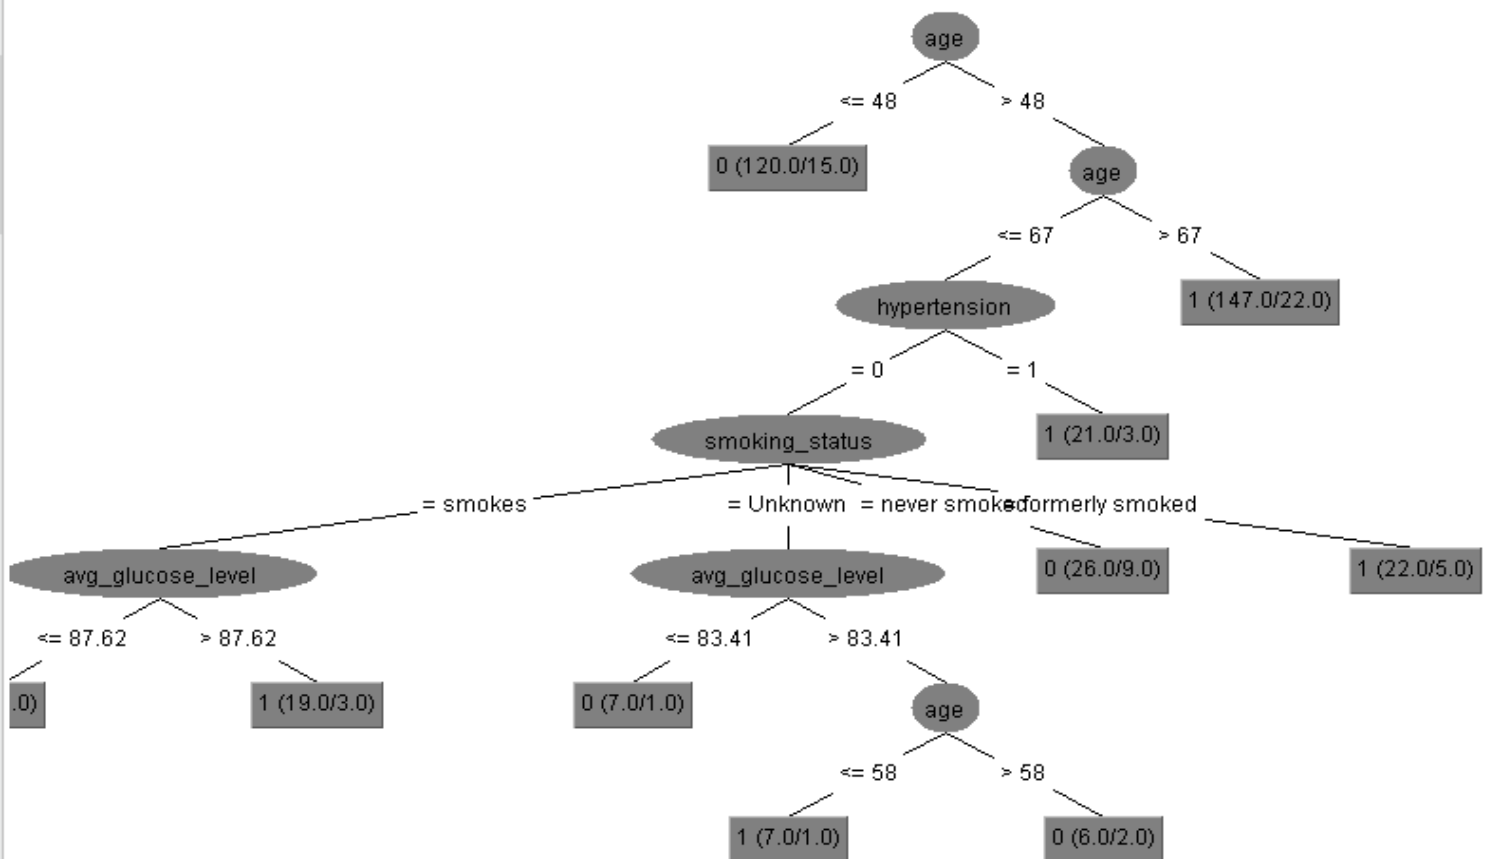 age
<= 48
> 48
0 (120.0/15.0)
age
<= 67
> 67
hypertension
1 (147.0/22.0)
= 0
= 1
smoking_status
1 (21.0/3.0)
= smokes
= Unknown
= never smoked
= formerly smoked
avg_glucose_level
avg_glucose_level
0 (26.0/9.0)
1 (22.0/5.0)
<= 87.62
> 87.62
<= 83.41
> 83.41
.0)
1 (19.0/3.0)
0 (7.0/1.0)
age
<= 58
> 58
1 (7.0/1.0)
0 (6.0/2.0)